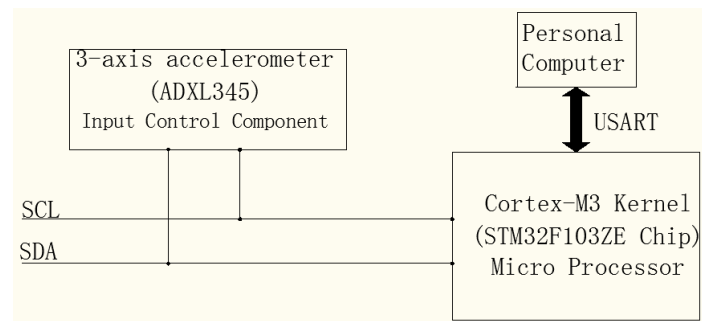 3-axis accelerometer
(ADXL345)
Input Control Component
Personal
Computer
USART
SCL
SDA
Cortex-M3 Kernel
(STM32F103ZE Chip)
Micro Processor